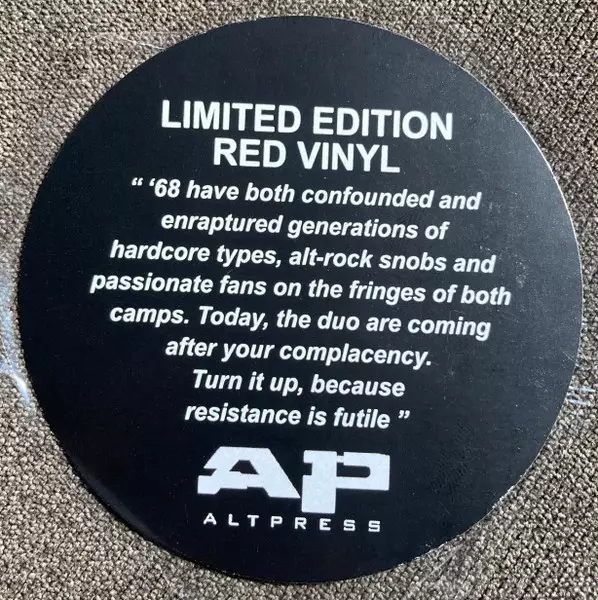 LIMITED EDITION
RED VINYL
“ ‘68 have both confounded and
enraptured generations of
hardcore types, alt-rock snobs and
passionate fans on the fringes of both
camps. Today, the duo are coming
after your complacency.
Turn it up, because
resistance is futile ”
AP
ALTPRESS